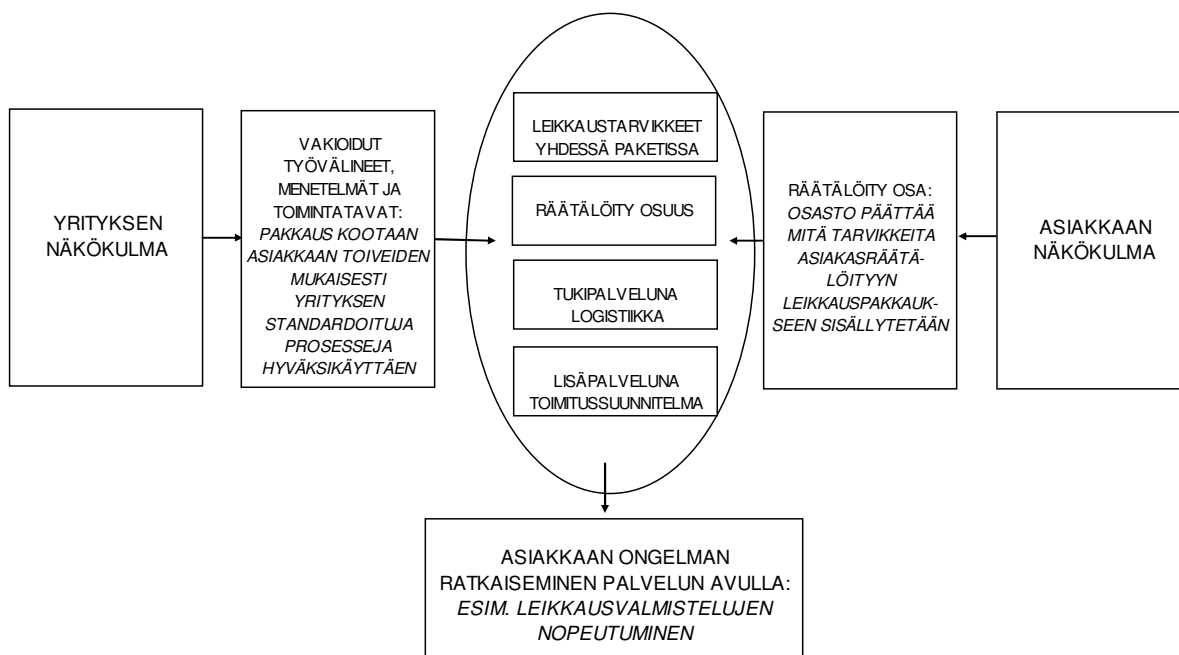 YRITYKSEN
NÄKÖKULMA
VAKIOIDUT
TYÖVÄLINEET,
MENETELMÄT JA
TOIMINTATAVAT:
PAKKAUS KOOTAAN
ASIAKKAAN TOIVEIDEN
MUKAISESTI
YRITYKSEN
STANDARDOITUJA
PROSESSEJA
HYVÄKSIKÄYTTÄEN
LEIKKAUSTARVIKKEET
YHDESSÄ PAKETISSA
RÄÄTÄLÖITY OSUUS
TUKIPALVELUNA
LOGISTIIKKA
LISÄPALVELUNA
TOIMITUSSUUNNITELMA
RÄÄTÄLÖITY OSA:
OSASTO PÄÄTTÄÄ
MITÄ TARVIKKEITA
ASIAKASRÄÄTÄ-
LÖITYYN
LEIKKAUSPAKKAUK-
SEEN SISÄLLYTETÄÄN
ASIAKKAAN
NÄKÖKULMA
ASIAKKAAN ONGELMAN
RATKAISEMINEN PALVELUN AVULLA:
ESIM. LEIKKAUSVALMISTELUJEN
NOPEUTUMINEN